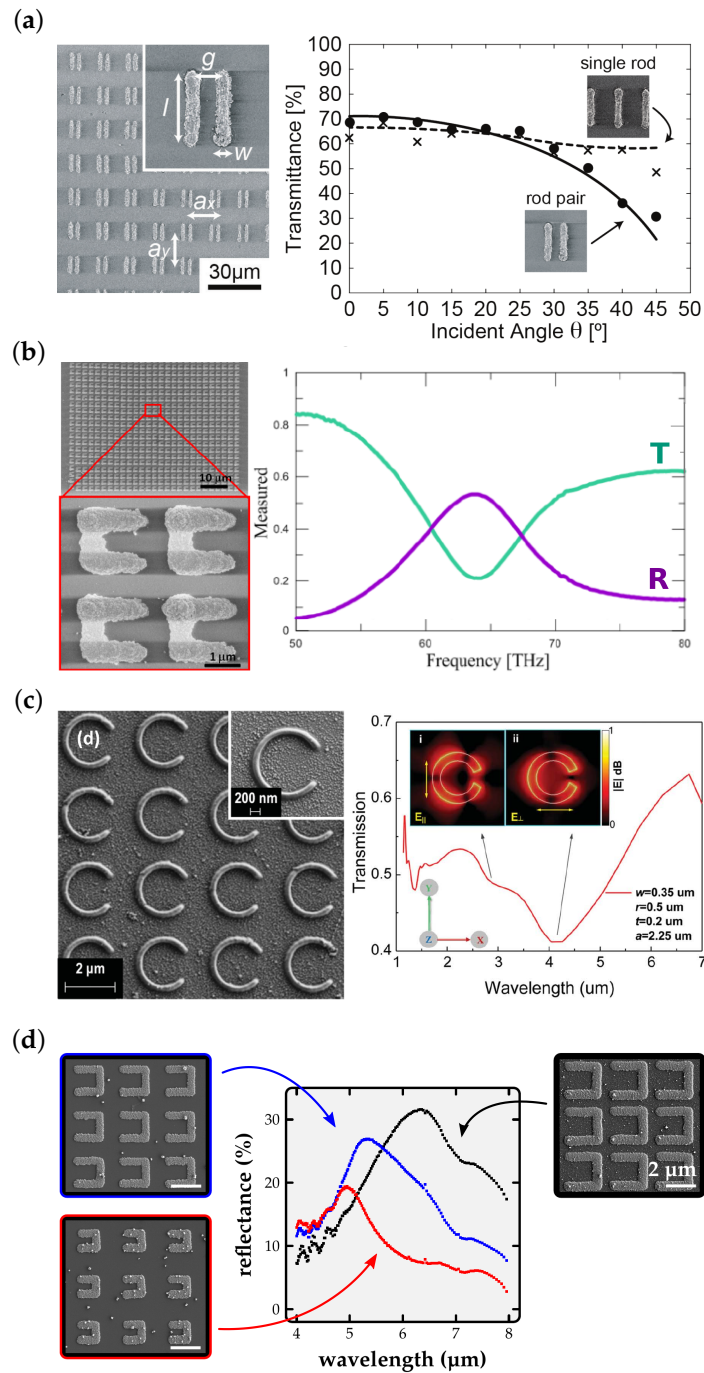 (a)
g
l
w
ax
ay
30μm
Transmittance [%]
100
90
80
70
60
50
40
30
20
10
0
single rod
rod pair
0 5 10 15 20 25 30 35 40 45 50
Incident Angle θ [º]
(b)
10 μm
1 μm
Measured
1
0.8
0.6
0.4
0.2
0
T
R
50 60 70 80
Frequency [THz]
(c)
(d)
200 nm
2 μm
Transmission
0.7
0.6
0.5
0.4
i
ii
E||
E⊥
1
|E| dB
0
Y
Z
X
w=0.35 um
r=0.5 um
t=0.2 um
a=2.25 um
1 2 3 4 5 6 7
Wavelength (um)
(d)
reflectance (%)
30
20
10
0
4 5 6 7 8
wavelength (μm)
2 μm